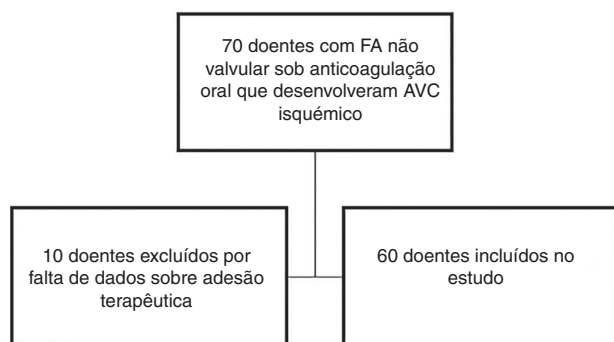 70 doentes com FA não
valvular sob anticoagulação
oral que desenvolveram AVC
isquémico
10 doentes excluídos por
falta de dados sobre adesão
terapêutica
60 doentes incluídos no
estudo